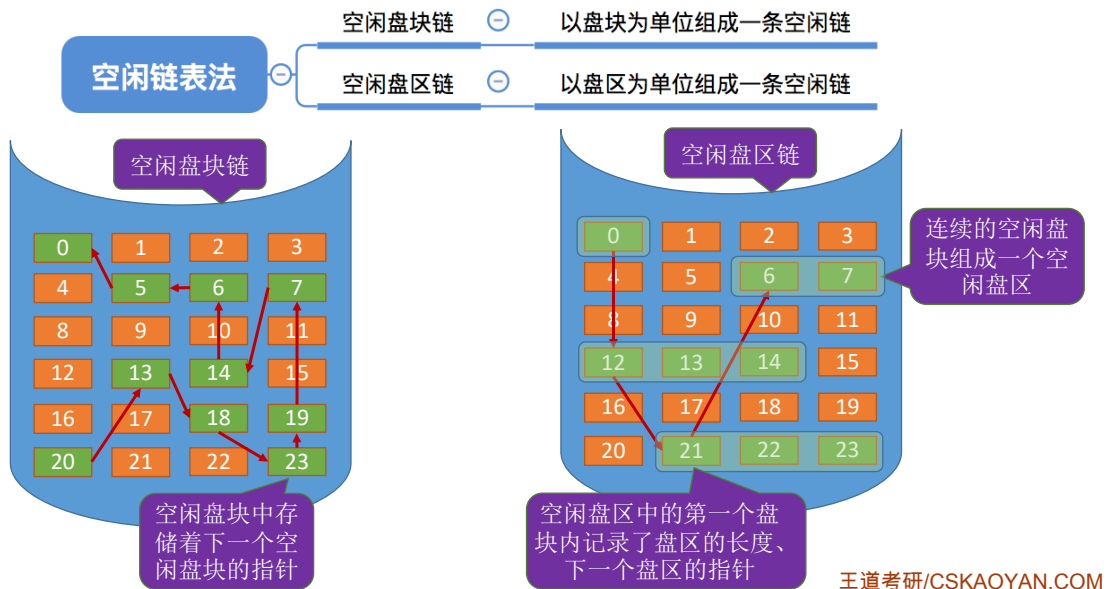 空闲盘块链
以盘块为单位组成一条空闲链
空闲链表法
空闲盘区链
以盘区为单位组成一条空闲链
空闲盘块链
0 1 2 3
4 5 6 7
8 9 10 11
12 13 14 15
16 17 18 19
20 21 22 23
空闲盘块中存
储着下一个空
闲盘块的指针
空闲盘区链
0 1 2 3
4 5 6 7
8 9 10 11
12 13 14 15
16 17 18 19
20 21 22 23
连续的空闲盘
块组成一个空
闲盘区
空闲盘区中的第一个盘
块内记录了盘区的长度、
下一个盘区的指针
王道考研/CSKAOYAN.COM